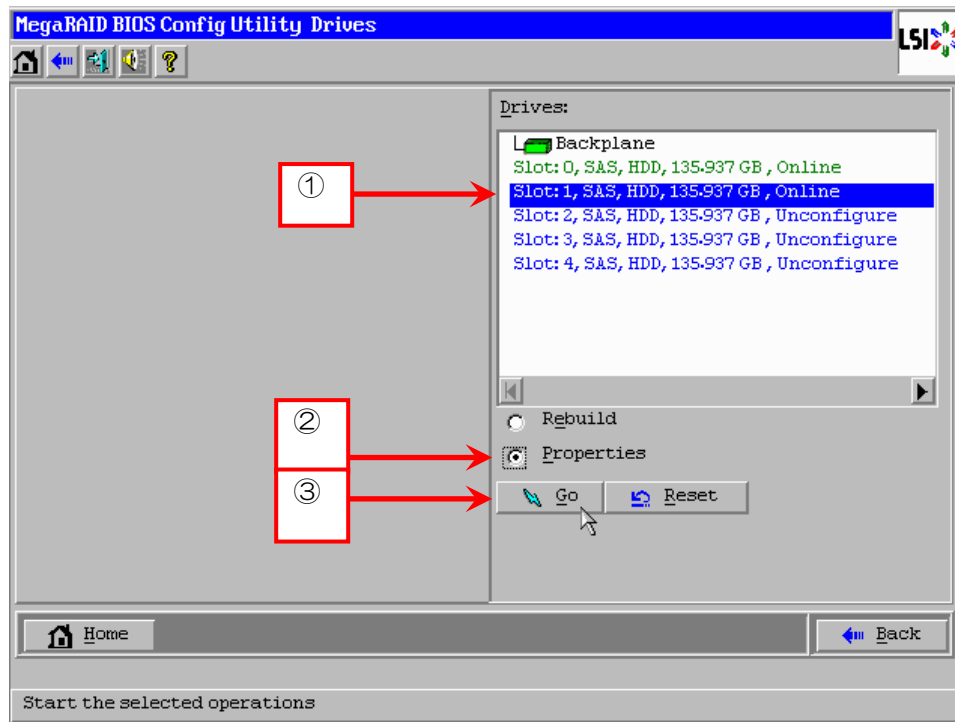 MegaRAID BIOS Config Utility Drives
LSI
Drives:
Backplane
Slot: 0, SAS, HDD, 135.937 GB , Online
①
Slot: 1, SAS, HDD, 135.937 GB , Online
Slot: 2, SAS, HDD, 135.937 GB , Unconfigure
Slot: 3, SAS, HDD, 135.937 GB , Unconfigure
Slot: 4, SAS, HDD, 135.937 GB , Unconfigure
②
Rebuild
Properties
③
Go
Reset
Home
Back
Start the selected operations